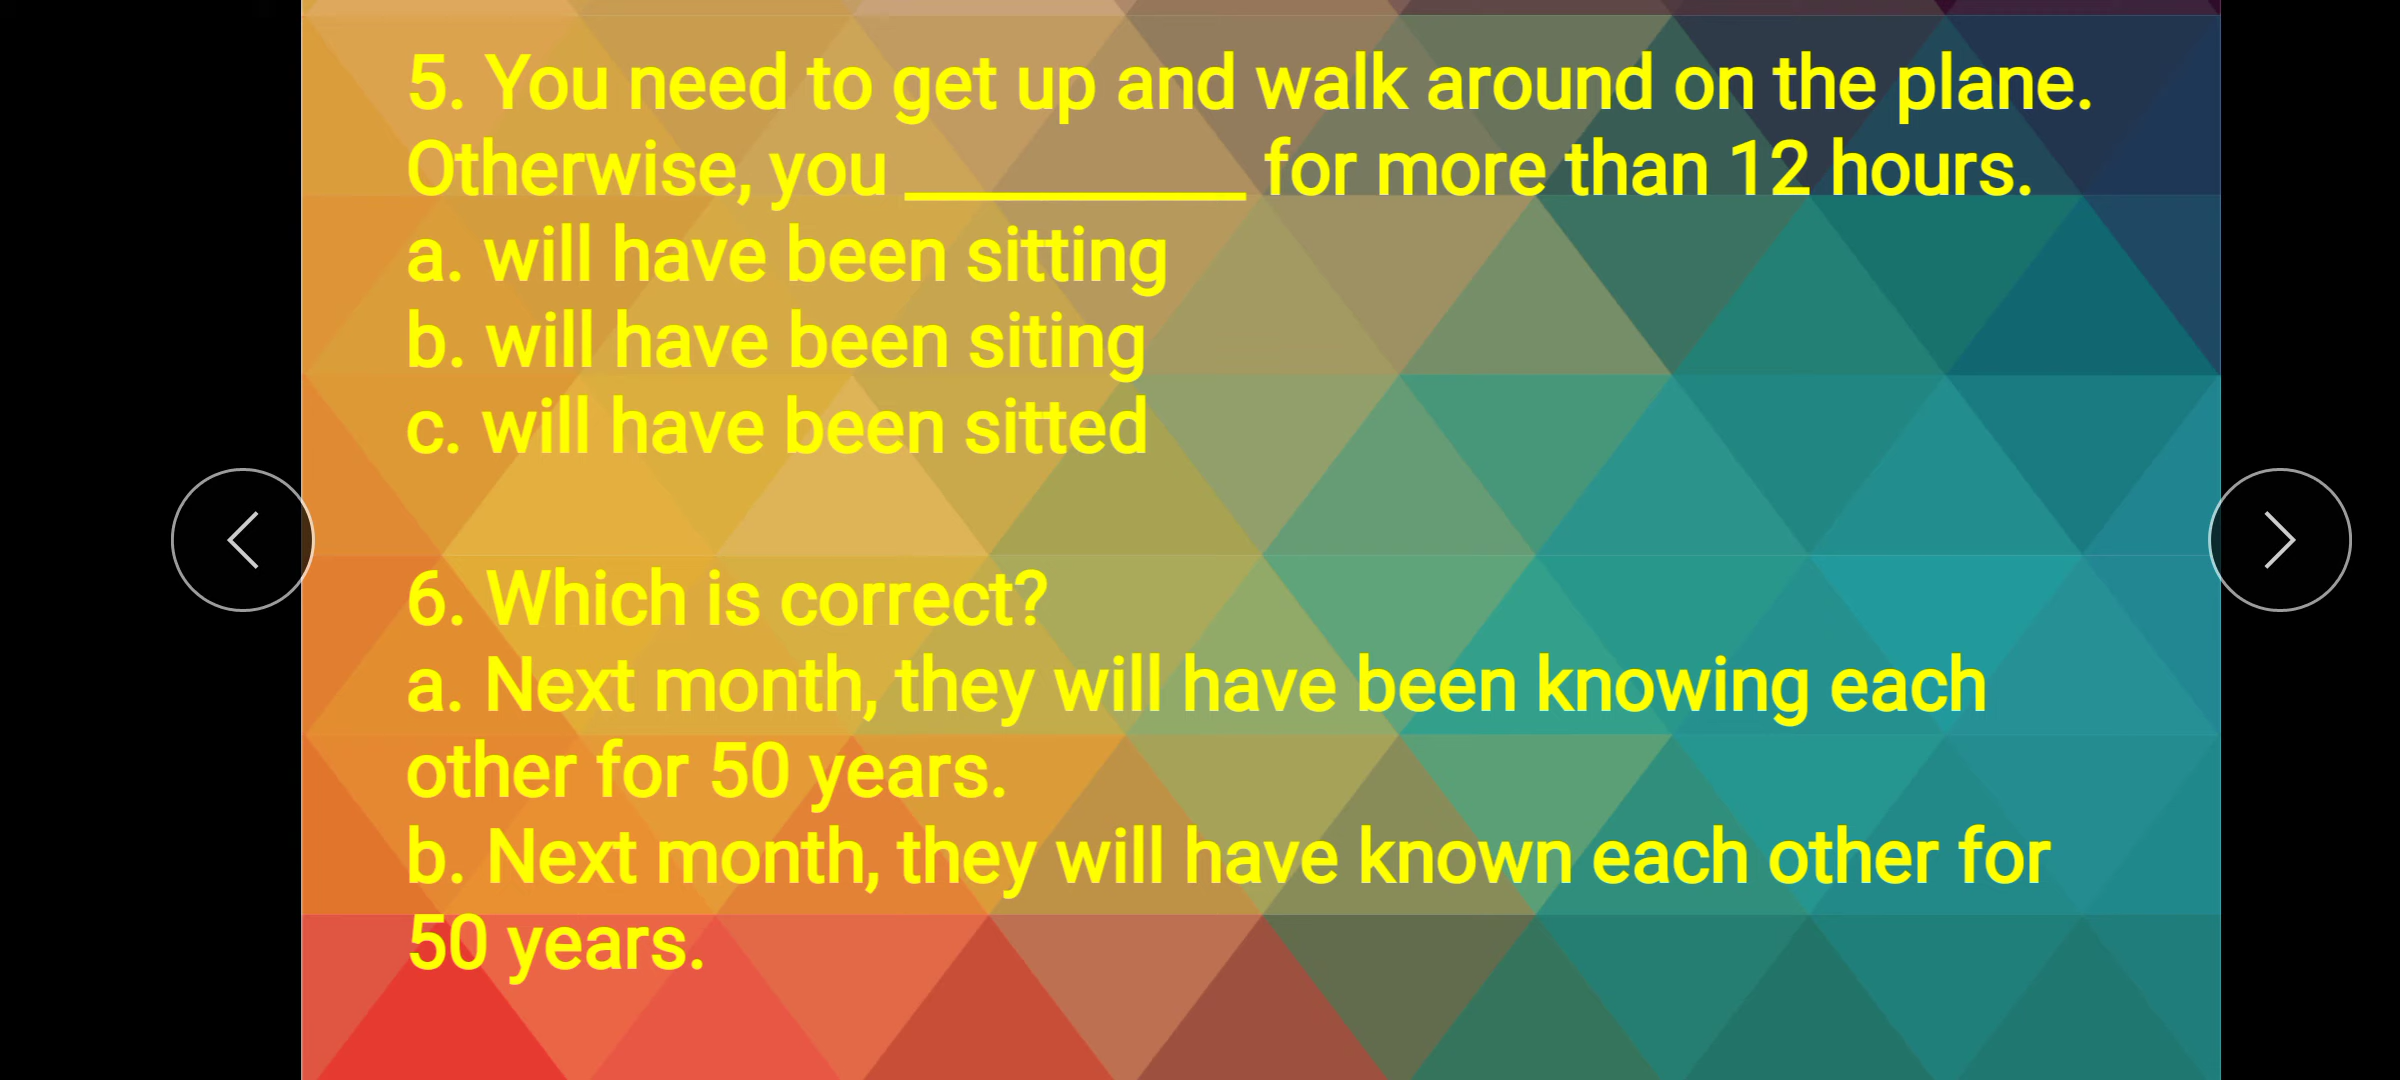 5. You need to get up and walk around on the plane.
Otherwise, you __________ for more than 12 hours.
a. will have been sitting
b. will have been siting
c. will have been sitted
6. Which is correct?
a. Next month, they will have been knowing each
other for 50 years.
b. Next month, they will have known each other for
50 years.